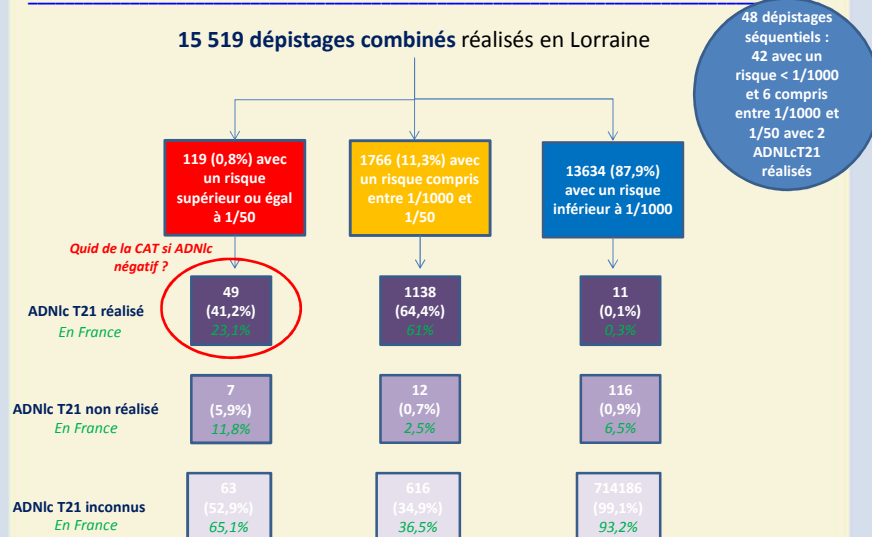 48 dépistages
séquentiels :
42 avec un
risque < 1/1000
et 6 compris
entre 1/1000 et
1/50 avec 2
ADNLcT21
réalisés
15 519 dépistages combinés réalisés en Lorraine
119 (0,8%) avec
un risque
supérieur ou égal
à 1/50
1766 (11,3%) avec
un risque compris
entre 1/1000 et
1/50
13634 (87,9%)
avec un risque
inférieur à 1/1000
Quid de la CAT si ADNlc
négatif ?
ADNlc T21 réalisé
En France
49
(41,2%)
23,1%
1138
(64,4%)
61%
11
(0,1%)
0,3%
ADNlc T21 non réalisé
En France
7
(5,9%)
11,8%
12
(0,7%)
2,5%
116
(0,9%)
6,5%
ADNlc T21 inconnus
En France
63
(52,9%)
65,1%
616
(34,9%)
36,5%
714186
(99,1%)
93,2%